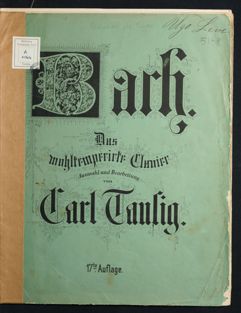 Bach.
Das
wohltemperirte Clavier
Auswahl und Bearbeitung
von
Carl Tausig.
17te Auflage.